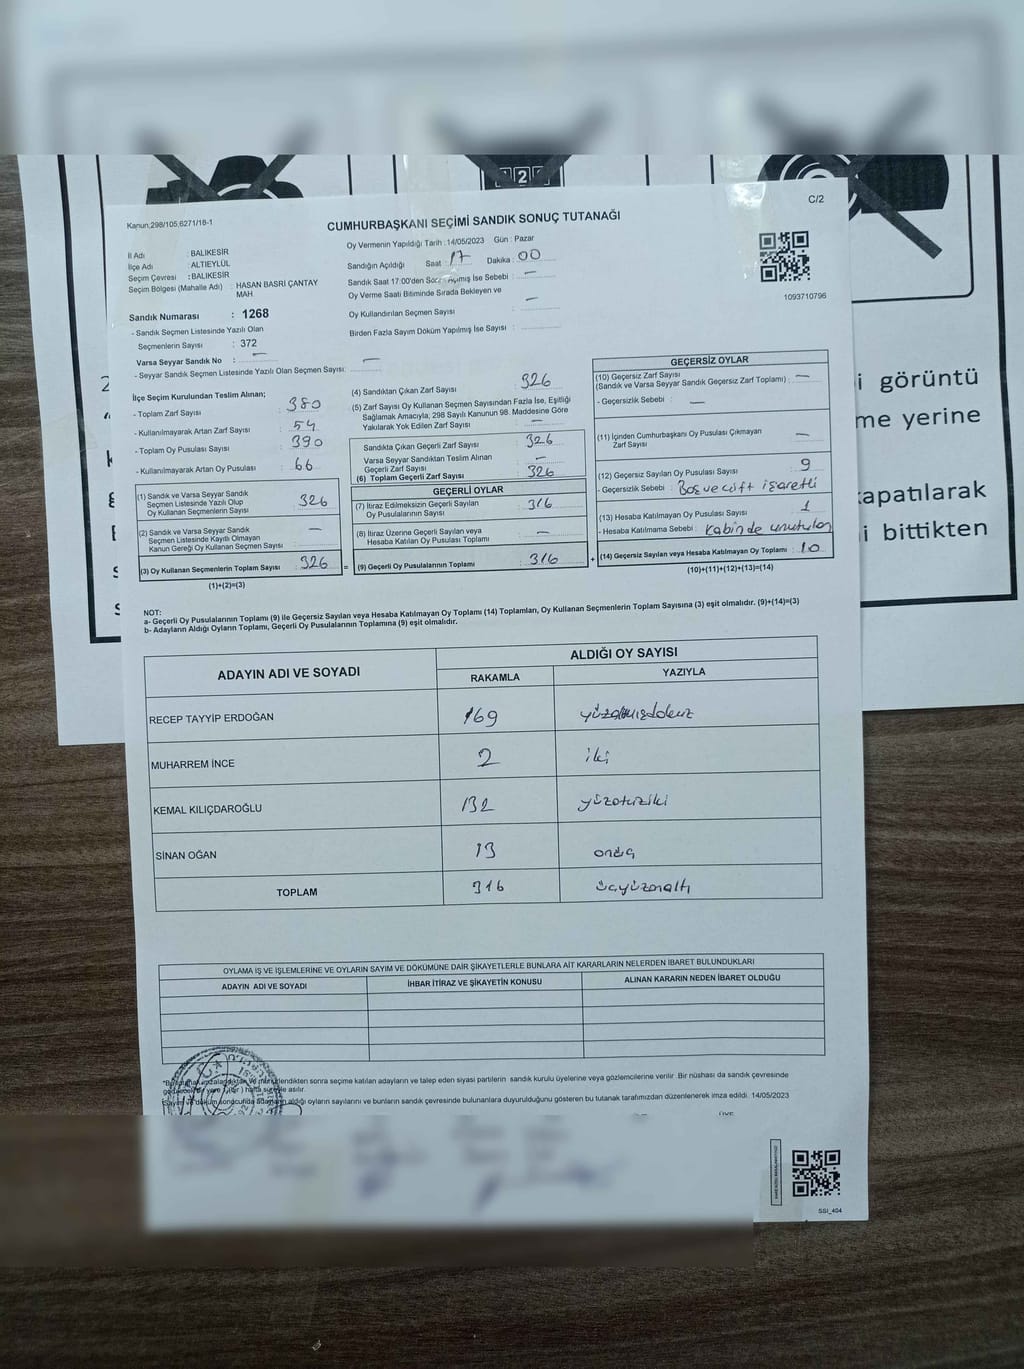 2
C/2
Kanun;298/105,6271/18-1
CUMHURBAŞKANI SEÇİMİ SANDIK SONUÇ TUTANAĞI
İl Adı : BALIKESİR
İlçe Adı : ALTIEYLÜL
Seçim Çevresi : BALIKESİR
Seçim Bölgesi (Mahalle Adı) : HASAN BASRİ ÇANTAY MAH.
Sandık Numarası : 1268
- Sandık Seçmen Listesinde Yazılı Olan
Seçmenlerin Sayısı : 372
Varsa Seyyar Sandık No : —
- Seyyar Sandık Seçmen Listesinde Yazılı Olan Seçmen Sayısı: —
Oy Vermenin Yapıldığı Tarih : 14/05/2023 Gün : Pazar
Sandığın Açıldığı Saat : 17 Dakika : 00
Sandık Saat 17:00'den Sonra Açılmış İse Sebebi : —
Oy Verme Saati Bitiminde Sırada Bekleyen ve
Oy Kullandırılan Seçmen Sayısı : —
Birden Fazla Sayım Döküm Yapılmış İse Sayısı :
1093710796
İlçe Seçim Kurulundan Teslim Alınan;
- Toplam Zarf Sayısı : 380
- Kullanılmayarak Artan Zarf Sayısı : 54
- Toplam Oy Pusulası Sayısı : 390
- Kullanılmayarak Artan Oy Pusulası : 66
(1) Sandık ve Varsa Seyyar Sandık
Seçmen Listesinde Yazılı Olup
Oy Kullanan Seçmenlerin Sayısı : 326
(2) Sandık ve Varsa Seyyar Sandık
Seçmen Listesinde Kayıtlı Olmayan
Kanun Gereği Oy Kullanan Seçmen Sayısı : —
(3) Oy Kullanan Seçmenlerin Toplam Sayısı : 326
(1)+(2)=(3)
=
(4) Sandıktan Çıkan Zarf Sayısı : 326
(5) Zarf Sayısı Oy Kullanan Seçmen Sayısından Fazla İse, Eşitliği
Sağlamak Amacıyla; 298 Sayılı Kanunun 98. Maddesine Göre
Yakılarak Yok Edilen Zarf Sayısı : —
Sandıkta Çıkan Geçerli Zarf Sayısı : 326
Varsa Seyyar Sandıktan Teslim Alınan
Geçerli Zarf Sayısı : —
(6) Toplam Geçerli Zarf Sayısı : 326
GEÇERLİ OYLAR
(7) İtiraz Edilmeksizin Geçerli Sayılan
Oy Pusulalarının Sayısı : 316
(8) İtiraz Üzerine Geçerli Sayılan veya
Hesaba Katılan Oy Pusulası Toplamı : —
(9) Geçerli Oy Pusulalarının Toplamı : 316
+
GEÇERSİZ OYLAR
(10) Geçersiz Zarf Sayısı
(Sandık ve Varsa Seyyar Sandık Geçersiz Zarf Toplamı) : —
- Geçersizlik Sebebi : —
(11) İçinden Cumhurbaşkanı Oy Pusulası Çıkmayan
Zarf Sayısı : —
(12) Geçersiz Sayılan Oy Pusulası Sayısı : 9
- Geçersizlik Sebebi : Boş ve çift işaretli
(13) Hesaba Katılmayan Oy Pusulası Sayısı : 1
- Hesaba Katılmama Sebebi : Kabinde unutulan
(14) Geçersiz Sayılan veya Hesaba Katılmayan Oy Toplamı : 10
(10)+(11)+(12)+(13)=(14)
NOT:
a- Geçerli Oy Pusulalarının Toplamı (9) ile Geçersiz Sayılan veya Hesaba Katılmayan Oy Toplamı (14) Toplamları, Oy Kullanan Seçmenlerin Toplam Sayısına (3) eşit olmalıdır. (9)+(14)=(3)
b- Adayların Aldığı Oyların Toplamı, Geçerli Oy Pusulalarının Toplamına (9) eşit olmalıdır.
ADAYIN ADI VE SOYADI
ALDIĞI OY SAYISI
RAKAMLA YAZIYLA
RECEP TAYYİP ERDOĞAN 169 yüzaltmışdokuz
MUHARREM İNCE 2 iki
KEMAL KILIÇDAROĞLU 132 yüzotuziki
SİNAN OĞAN 13 onüç
TOPLAM 316 üçyüzonaltı
OYLAMA İŞ VE İŞLEMLERİNE VE OYLARIN SAYIM VE DÖKÜMÜNE DAİR ŞİKAYETLERLE BUNLARA AİT KARARLARIN NELERDEN İBARET BULUNDUKLARI
ADAYIN ADI VE SOYADI İHBAR İTİRAZ VE ŞİKAYETİN KONUSU ALINAN KARARIN NEDEN İBARET OLDUĞU
sonra seçime katılan adayların ve talep eden siyasi partilerin sandık kurulu üyelerine veya gözlemcilerine verilir. Bir nüshası da sandık çevresinde
hafta süreyle asılır.
Sayım ve döküm sonucunda adayların aldığı oyların sayılarını ve bunların sandık çevresinde bulunanlara duyurulduğunu gösteren bu tutanak tarafımızdan düzenlenerek imza edildi. 14/05/2023
ÜYE
SSI_404
i görüntü
me yerine
kapatılarak
i bittikten